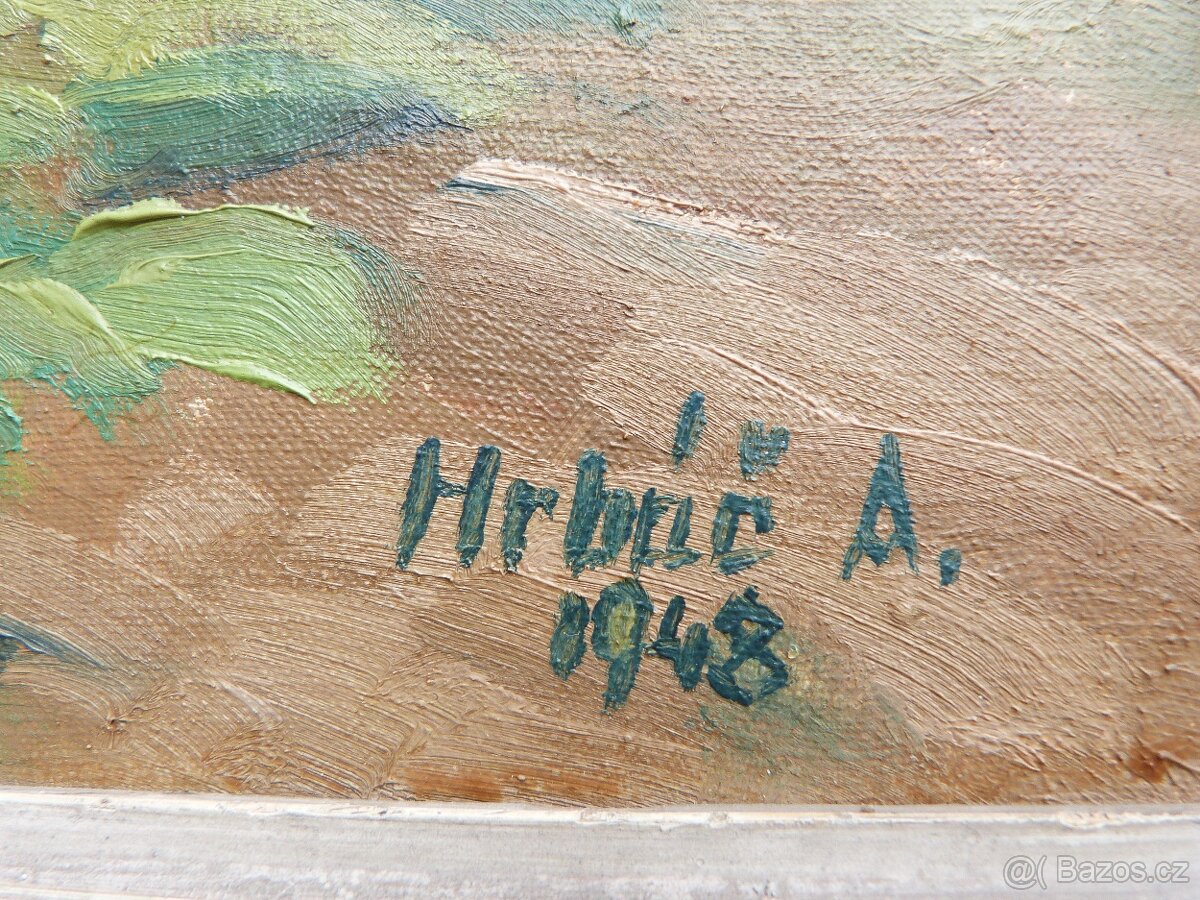 Hrbáč A.
1948
@( Bazos.cz